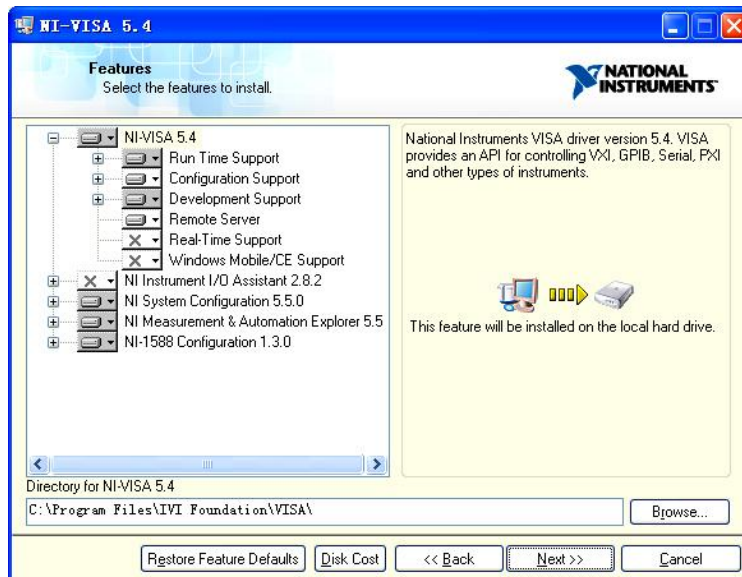 NI-VISA 5.4
Features
Select the features to install.
NATIONAL
INSTRUMENTS™
NI-VISA 5.4
Run Time Support
Configuration Support
Development Support
Remote Server
Real-Time Support
Windows Mobile/CE Support
NI Instrument I/O Assistant 2.8.2
NI System Configuration 5.5.0
NI Measurement & Automation Explorer 5.5
NI-1588 Configuration 1.3.0
National Instruments VISA driver version 5.4. VISA
provides an API for controlling VXI, GPIB, Serial, PXI
and other types of instruments.
This feature will be installed on the local hard drive.
Directory for NI-VISA 5.4
C:\Program Files\IVI Foundation\VISA\
Browse...
Restore Feature Defaults
Disk Cost
<< Back
Next >>
Cancel